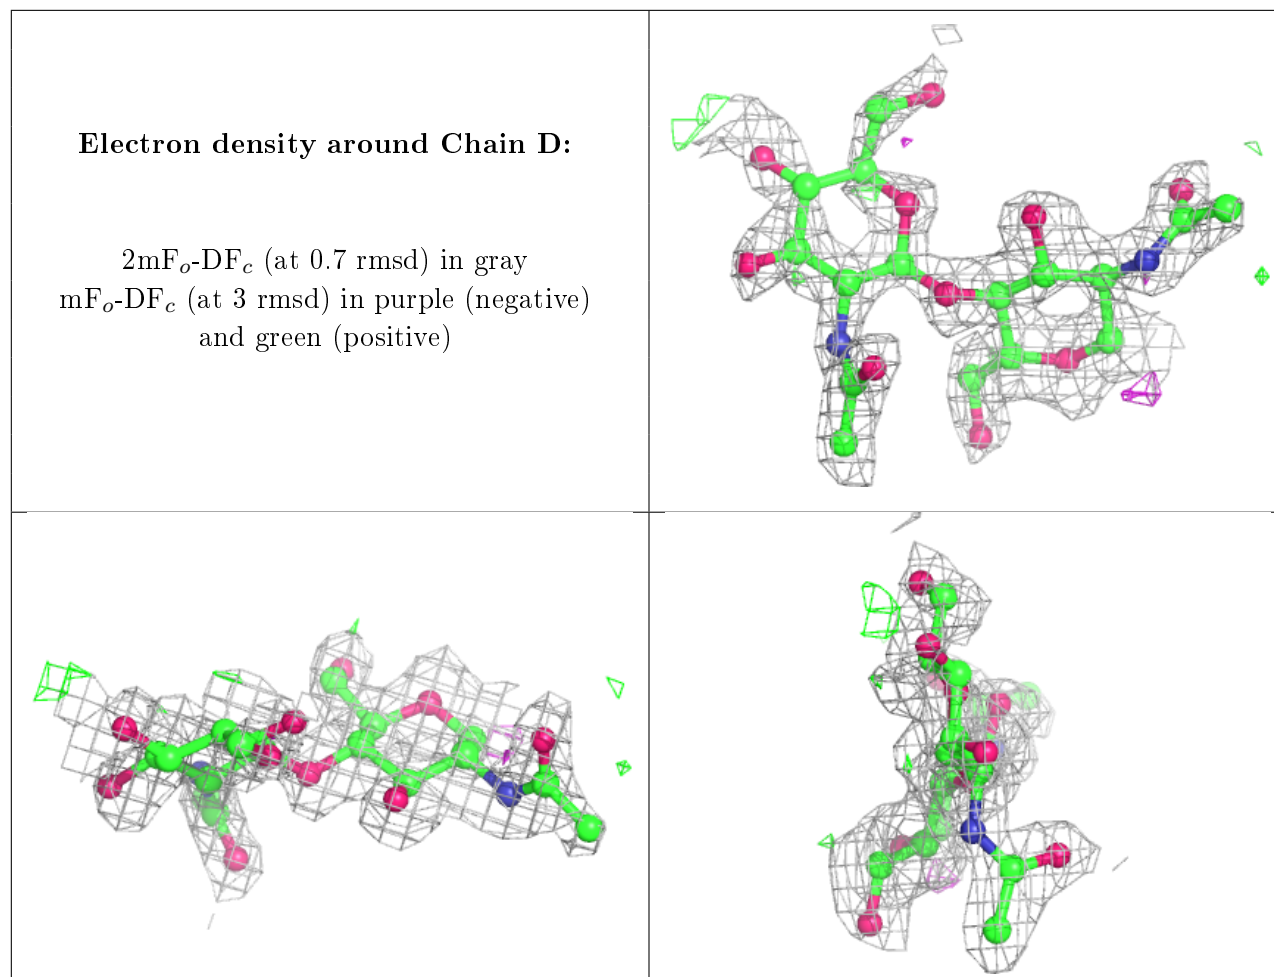 Electron density around Chain D:
2mFₒ-DF𝑐 (at 0.7 rmsd) in gray
mFₒ-DF𝑐 (at 3 rmsd) in purple (negative)
and green (positive)